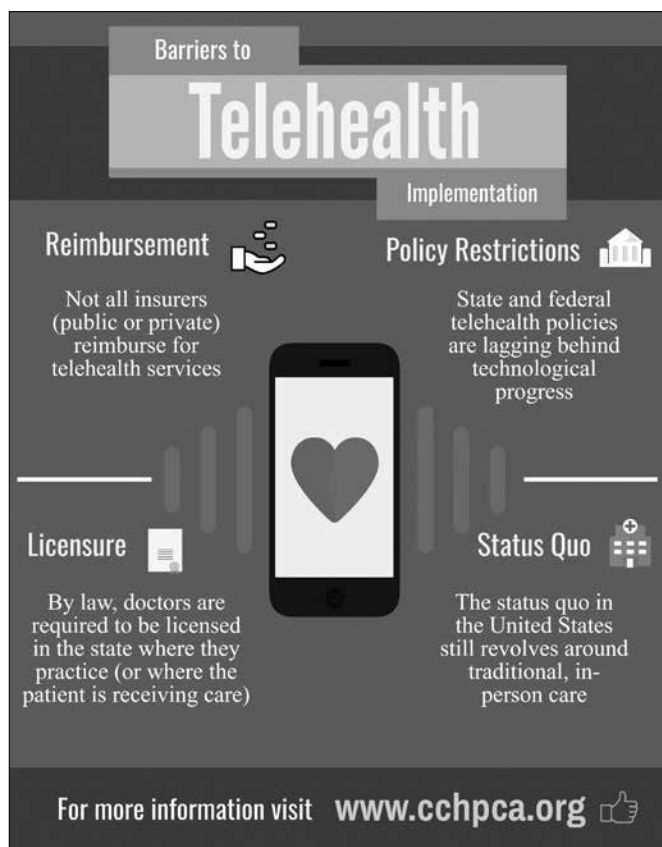 Barriers to
Telehealth
Implementation
Reimbursement
Not all insurers
(public or private)
reimburse for
telehealth services
Policy Restrictions
State and federal
telehealth policies
are lagging behind
technological
progress
Licensure
By law, doctors are
required to be licensed
in the state where they
practice (or where the
patient is receiving care)
Status Quo
The status quo in
the United States
still revolves around
traditional, in-
person care
For more information visit www.cchpca.org